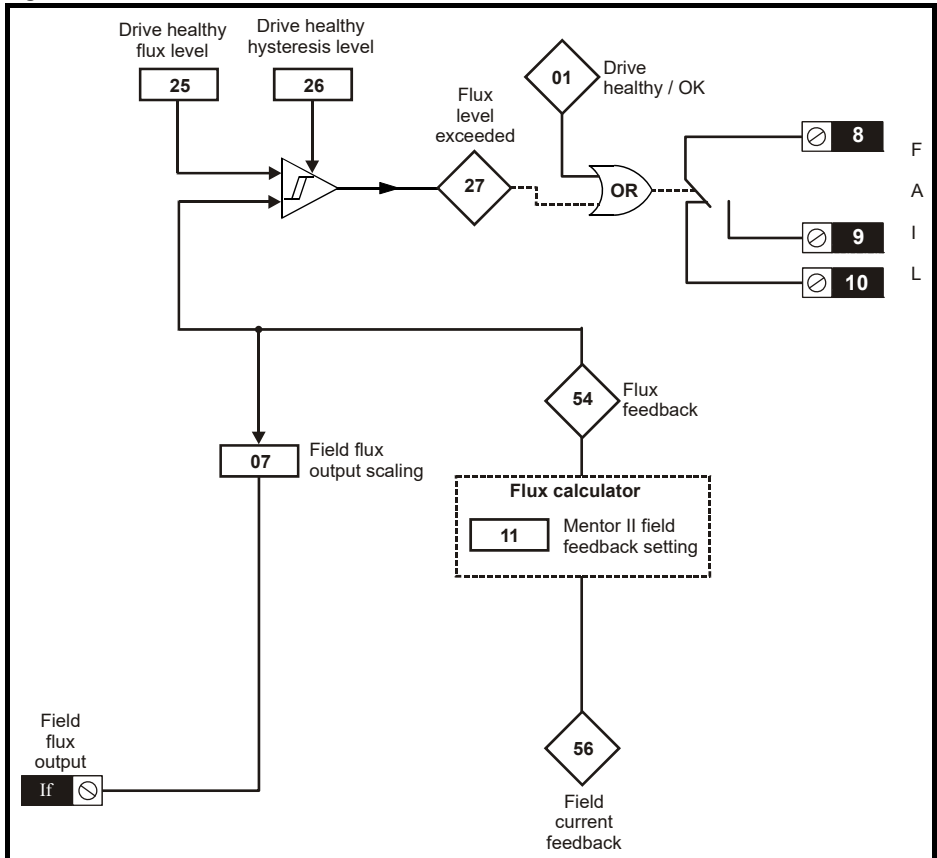 Drive healthy
flux level
Drive healthy
hysteresis level
25
26
Flux
level
exceeded
27
01
Drive
healthy / OK
OR
8
9
10
F
A
I
L
54
Flux
feedback
07
Field flux
output scaling
Flux calculator
11
Mentor II field
feedback setting
56
Field
current
feedback
Field
flux
output
If